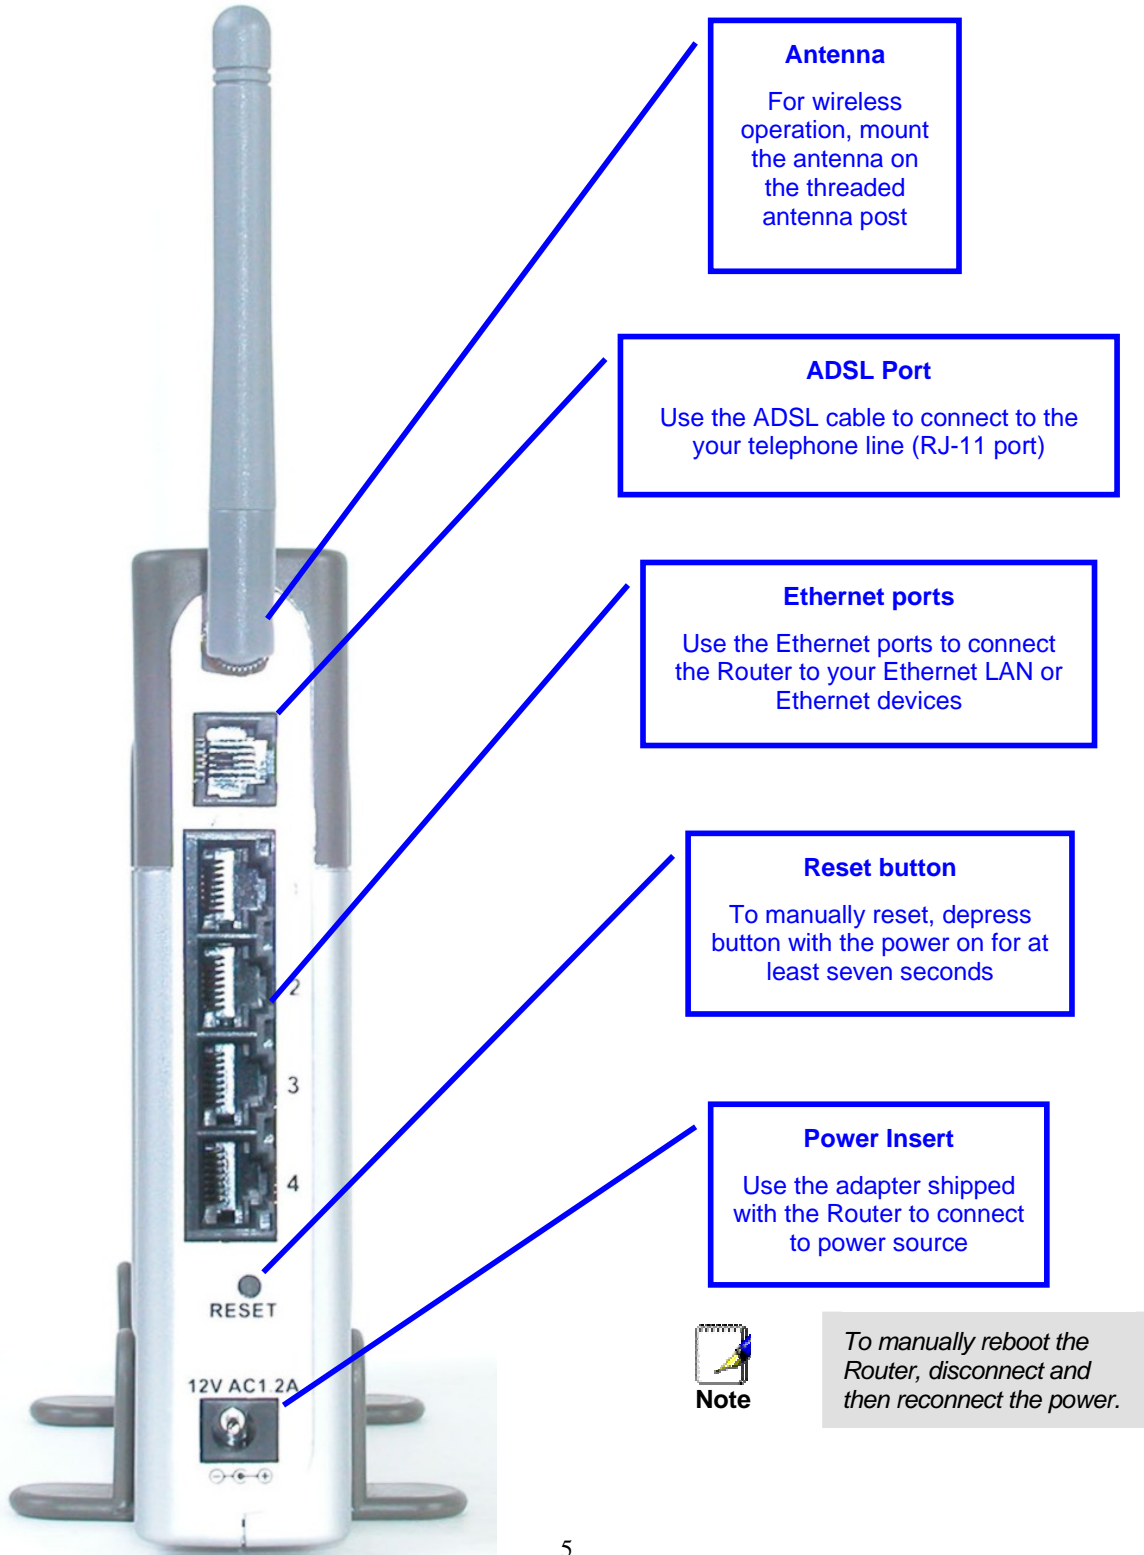 Antenna
For wireless
operation, mount
the antenna on
the threaded
antenna post
ADSL Port
Use the ADSL cable to connect to the
your telephone line (RJ-11 port)
Ethernet ports
Use the Ethernet ports to connect
the Router to your Ethernet LAN or
Ethernet devices
Reset button
To manually reset, depress
button with the power on for at
least seven seconds
Power Insert
Use the adapter shipped
with the Router to connect
to power source
2
3
4
RESET
12V AC1.2A
Note
To manually reboot the
Router, disconnect and
then reconnect the power.
5